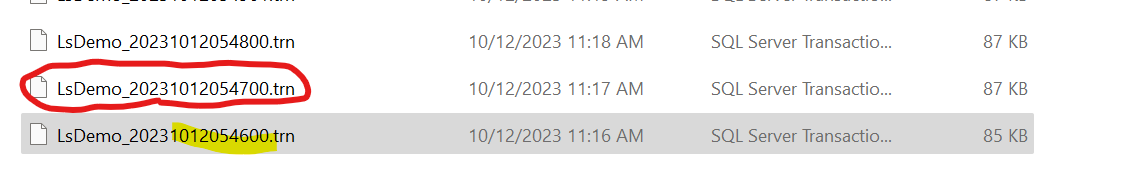 LsDemo_20231012054800.trn 10/12/2023 11:18 AM SQL Server Transactio... 87 KB
LsDemo_20231012054700.trn 10/12/2023 11:17 AM SQL Server Transactio... 87 KB
LsDemo_20231012054600.trn 10/12/2023 11:16 AM SQL Server Transactio... 85 KB